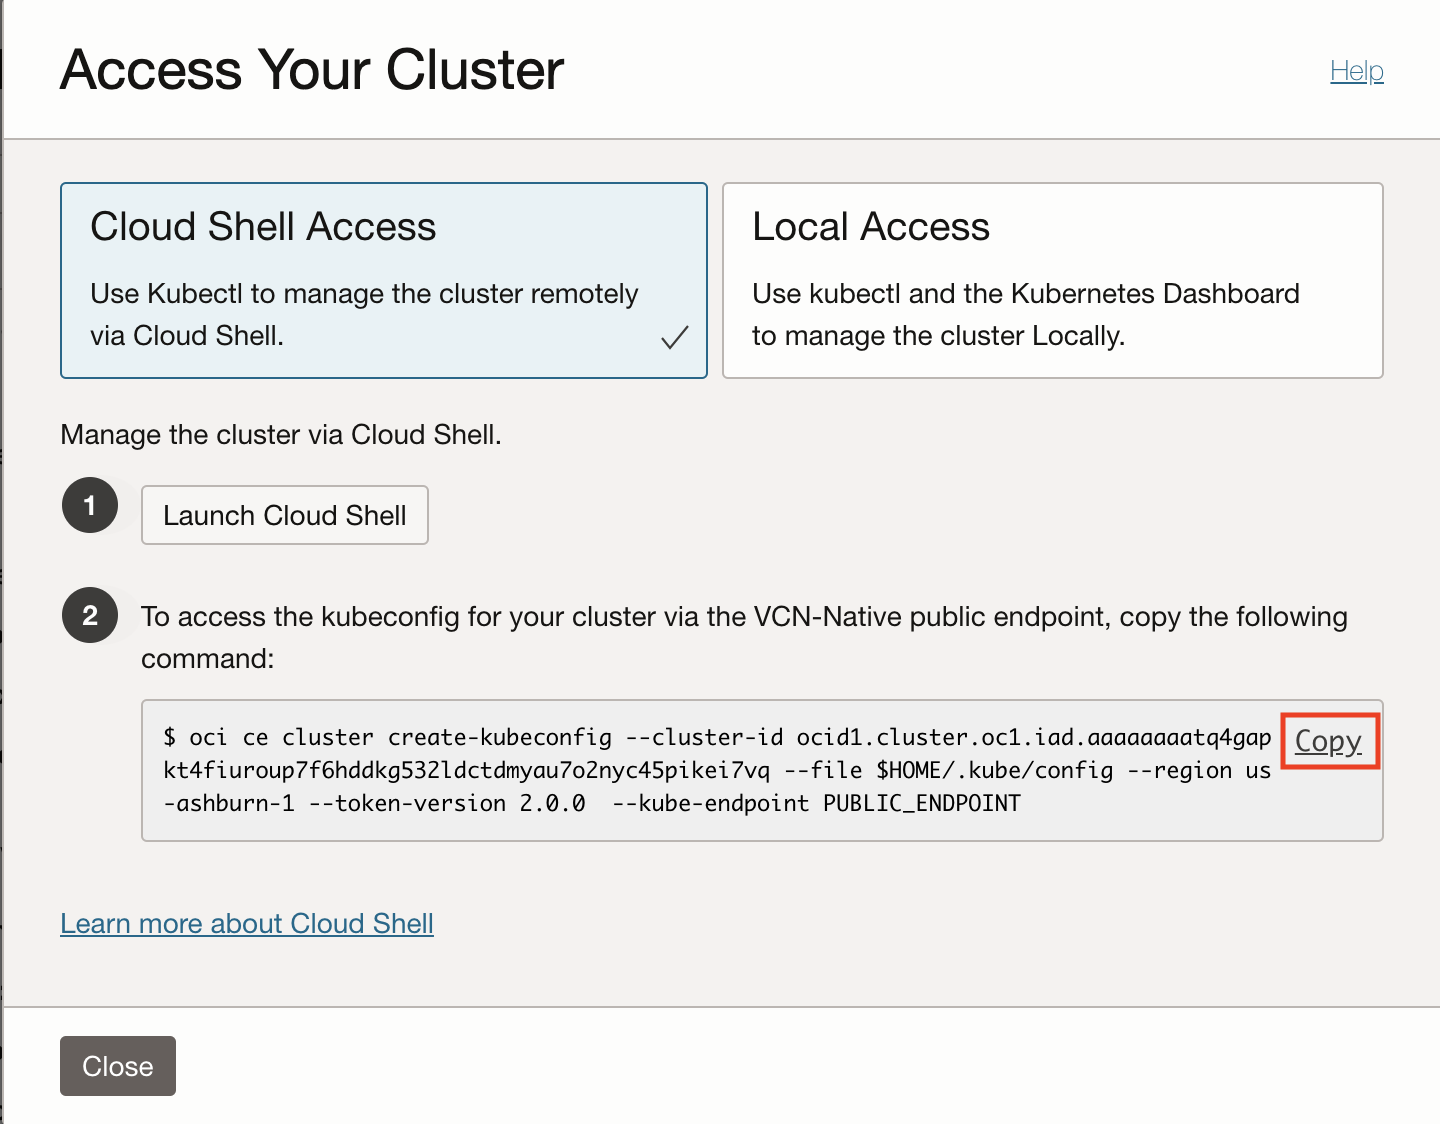 Access Your Cluster
Help
Cloud Shell Access
Use Kubectl to manage the cluster remotely
via Cloud Shell.
Local Access
Use kubectl and the Kubernetes Dashboard
to manage the cluster Locally.
Manage the cluster via Cloud Shell.
1
Launch Cloud Shell
2
To access the kubeconfig for your cluster via the VCN-Native public endpoint, copy the following
command:
$ oci ce cluster create-kubeconfig --cluster-id ocid1.cluster.oc1.iad.aaaaaaaatq4gap
kt4fiuroup7f6hddkg532ldctdmyau7o2nyc45pikei7vq --file $HOME/.kube/config --region us
-ashburn-1 --token-version 2.0.0  --kube-endpoint PUBLIC_ENDPOINT
Copy
Learn more about Cloud Shell
Close